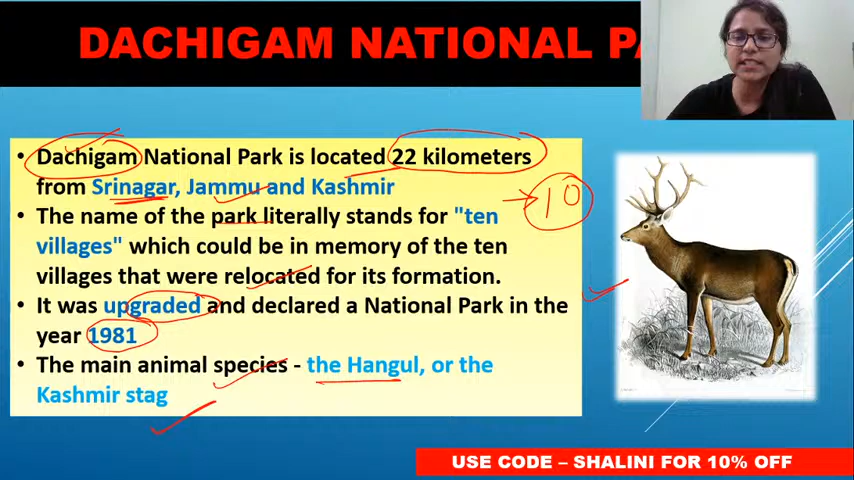 DACHIGAM NATIONAL
• Dachigam National Park is located 22 kilometers
from Srinagar, Jammu and Kashmir
• The name of the park literally stands for "ten
villages" which could be in memory of the ten
villages that were relocated for its formation.
• It was upgraded and declared a National Park in the
year 1981
• The main animal species - the Hangul, or the
Kashmir stag
10
USE CODE – SHALINI FOR 10% OFF